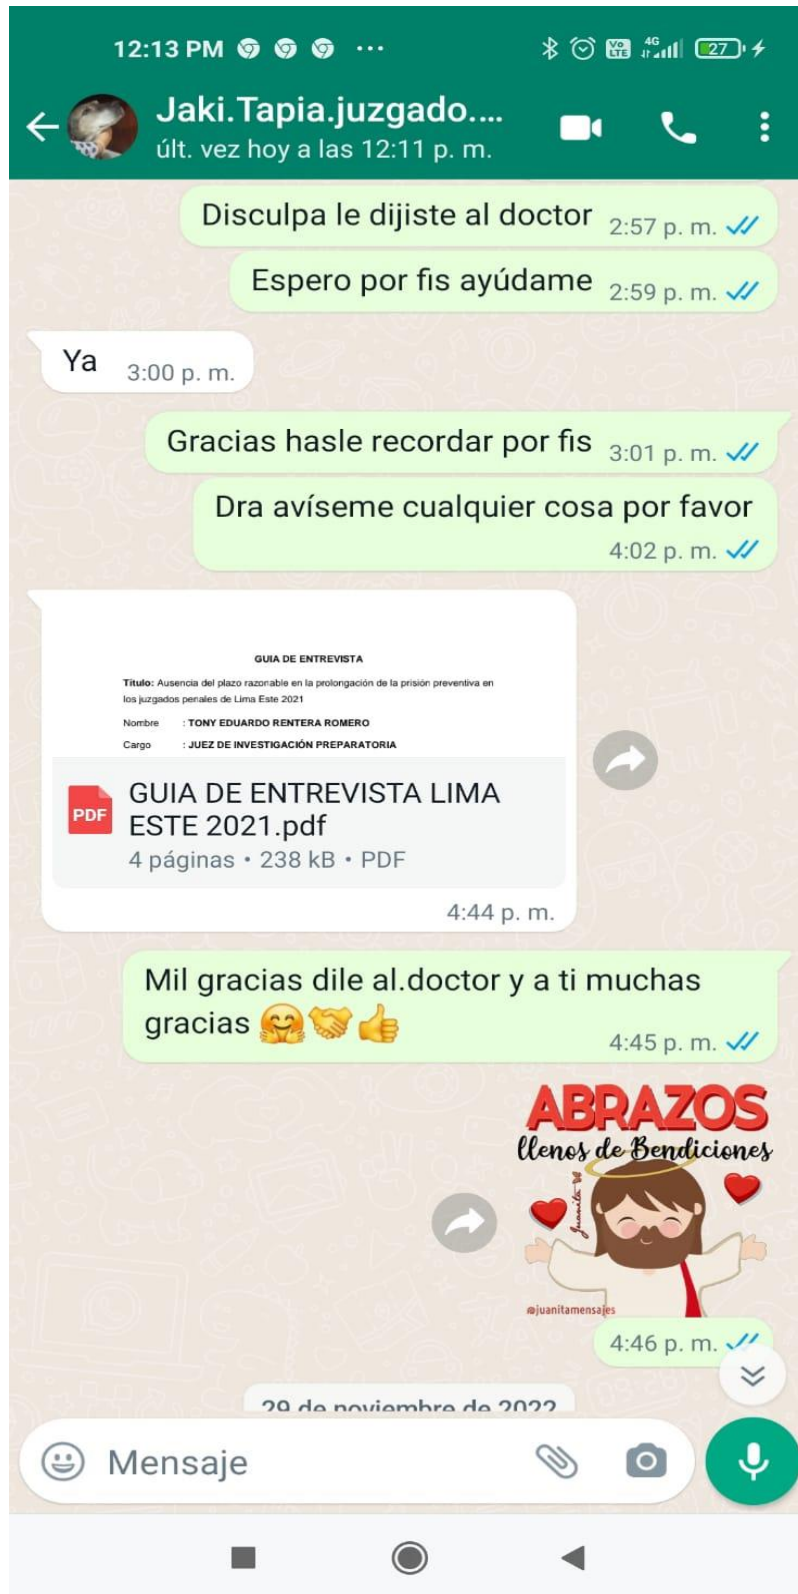 12:13 PM
4G
Vo LTE
27
Jaki.Tapia.juzgado....
últ. vez hoy a las 12:11 p. m.
Disculpa le dijiste al doctor 2:57 p. m.
Espero por fis ayúdame 2:59 p. m.
Ya 3:00 p. m.
Gracias hasle recordar por fis 3:01 p. m.
Dra avíseme cualquier cosa por favor
4:02 p. m.
GUIA DE ENTREVISTA
Título: Ausencia del plazo razonable en la prolongación de la prisión preventiva en
los juzgados penales de Lima Este 2021
Nombre : TONY EDUARDO RENTERA ROMERO
Cargo : JUEZ DE INVESTIGACIÓN PREPARATORIA
PDF
GUIA DE ENTREVISTA LIMA
ESTE 2021.pdf
4 páginas • 238 kB • PDF
4:44 p. m.
Mil gracias dile al.doctor y a ti muchas
gracias 🤗🤝👍
4:45 p. m.
ABRAZOS
llenos de Bendiciones
Juanita
@juanitamensajes
4:46 p. m.
29 de noviembre de 2022
Mensaje